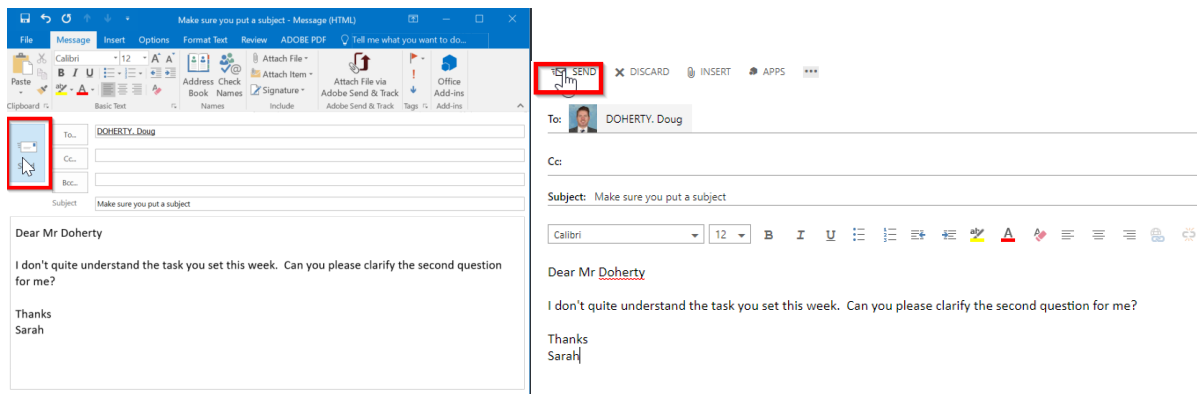 Make sure you put a subject - Message (HTML)
File Message Insert Options Format Text Review ADOBE PDF Tell me what you want to do...
Calibri 12 A A
Attach File
Paste
B I U
Address Book
Check Names
Attach Item
Signature
Attach File via Adobe Send & Track
Office Add-ins
Clipboard Basic Text Names Include Adobe Send & Track Tags Add-ins
To... DOHERTY. Doug
Cc...
Bcc...
Subject Make sure you put a subject
Dear Mr Doherty
I don't quite understand the task you set this week. Can you please clarify the second question
for me?
Thanks
Sarah
SEND DISCARD INSERT APPS
To: DOHERTY. Doug
Cc:
Subject: Make sure you put a subject
Calibri 12 B I U A
Dear Mr Doherty
I don't quite understand the task you set this week. Can you please clarify the second question for me?
Thanks
Sarah